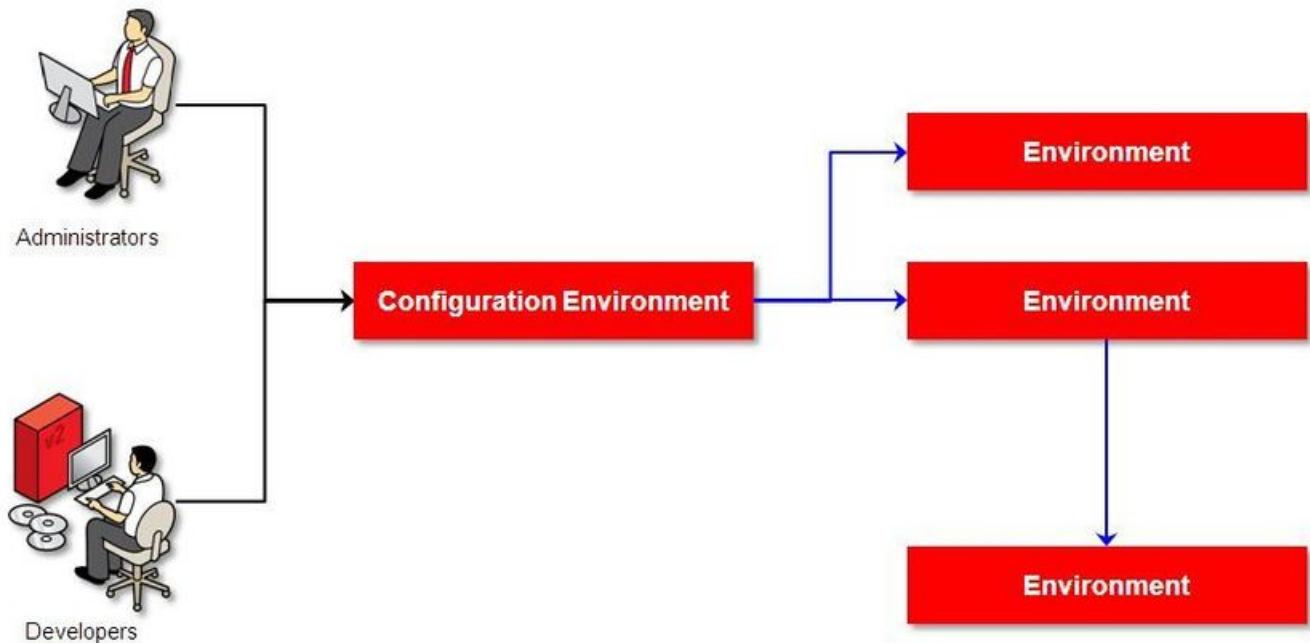 Administrators
Environment
Configuration Environment
Environment
v2
Environment
Developers